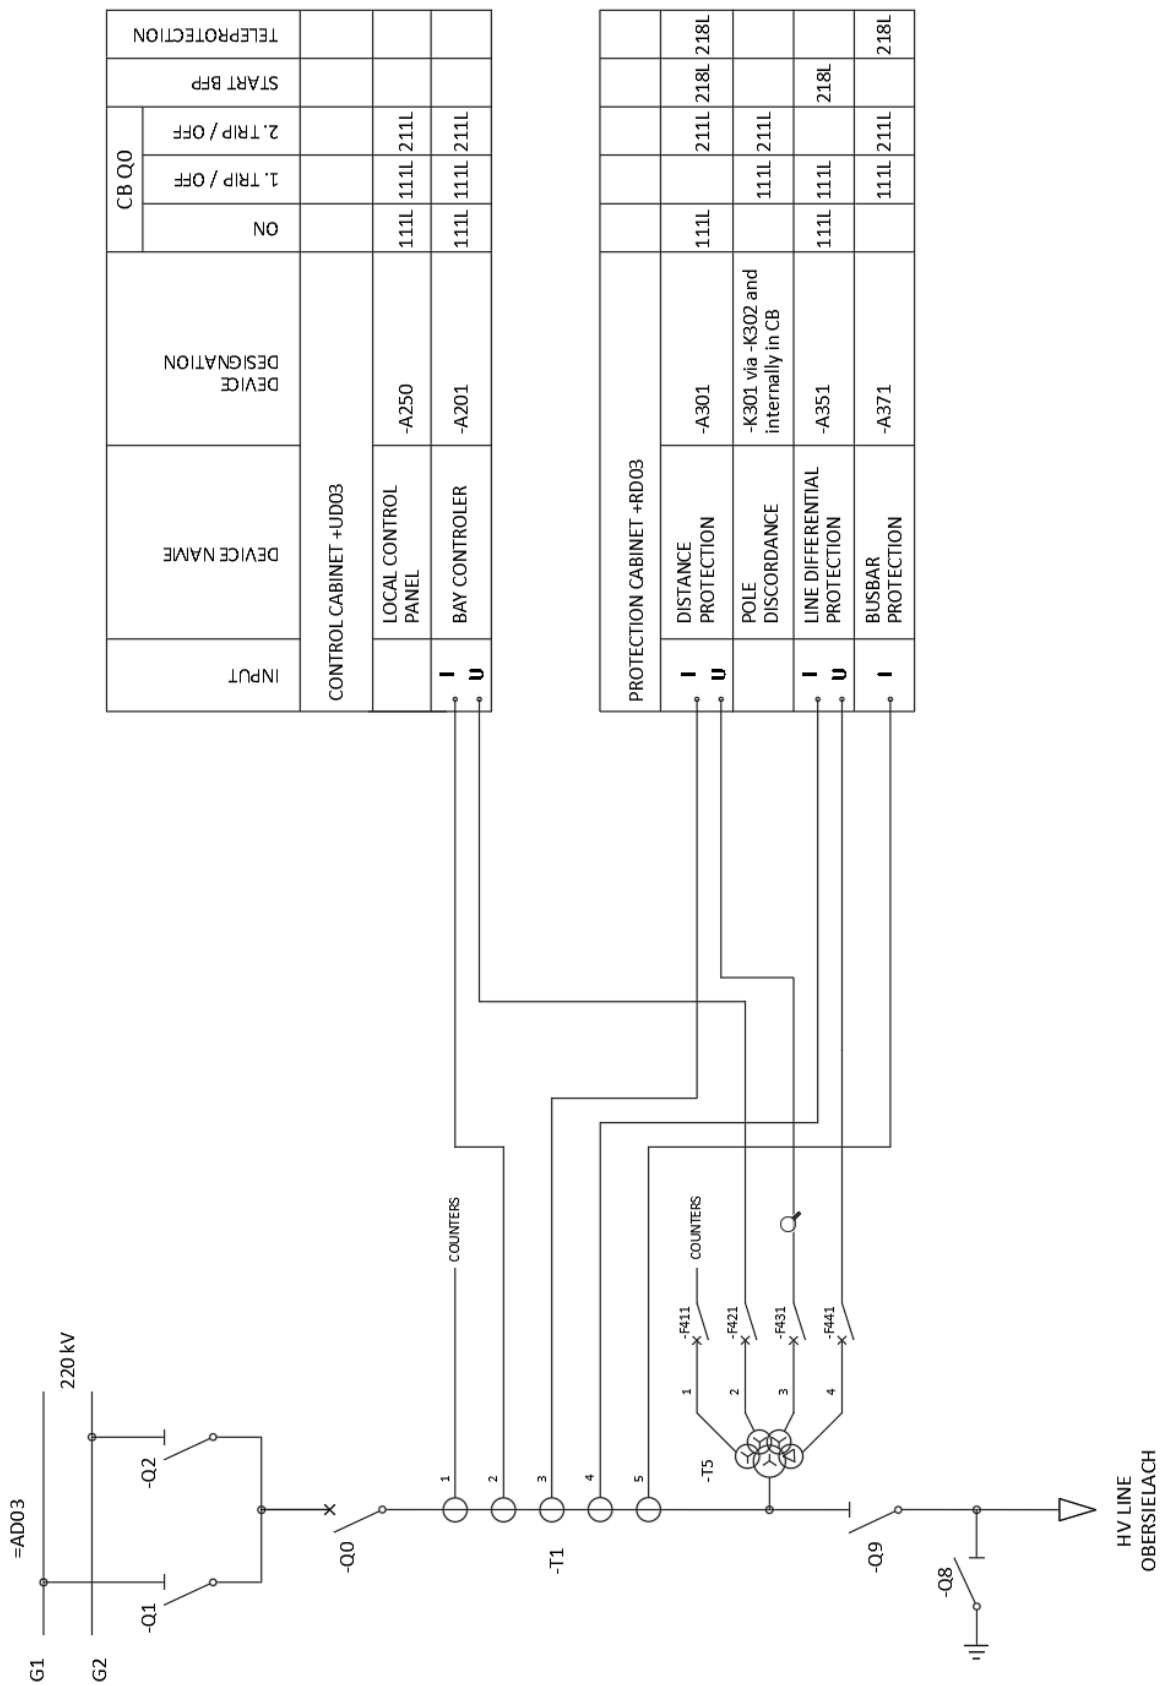 =AD03
G1
G2
220 kV
-Q1
-Q2
-Q0
-T1
1
2
3
4
5
COUNTERS
-T5
1
2
3
4
-F411
-F421
-F431
-F441
COUNTERS
-Q9
-Q8
HV LINE
OBERSIELACH
INPUT
DEVICE NAME
DEVICE
DESIGNATION
CB Q0
ON
1. TRIP / OFF
2. TRIP / OFF
START BFP
TELEPROTECTION
CONTROL CABINET +UD03
LOCAL CONTROL
PANEL
-A250
111L
111L
211L
I
U
BAY CONTROLER
-A201
111L
111L
211L
PROTECTION CABINET +RD03
I
U
DISTANCE
PROTECTION
-A301
111L
211L
218L
218L
POLE
DISCORDANCE
-K301 via -K302 and
internally in CB
111L
211L
I
U
LINE DIFFERENTIAL
PROTECTION
-A351
111L
111L
218L
I
BUSBAR
PROTECTION
-A371
111L
211L
218L